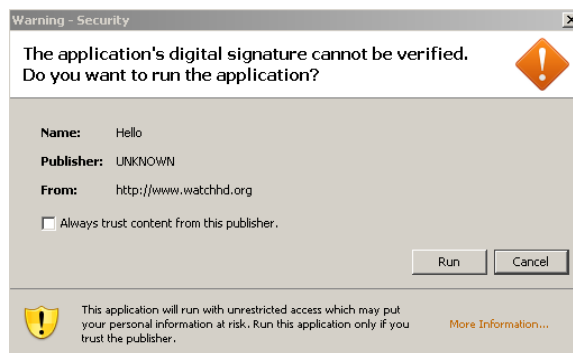 Warning - Security
The application's digital signature cannot be verified.
Do you want to run the application?
Name: Hello
Publisher: UNKNOWN
From: http://www.watchhd.org
Always trust content from this publisher.
Run Cancel
This application will run with unrestricted access which may put
your personal information at risk. Run this application only if you
trust the publisher.
More Information...